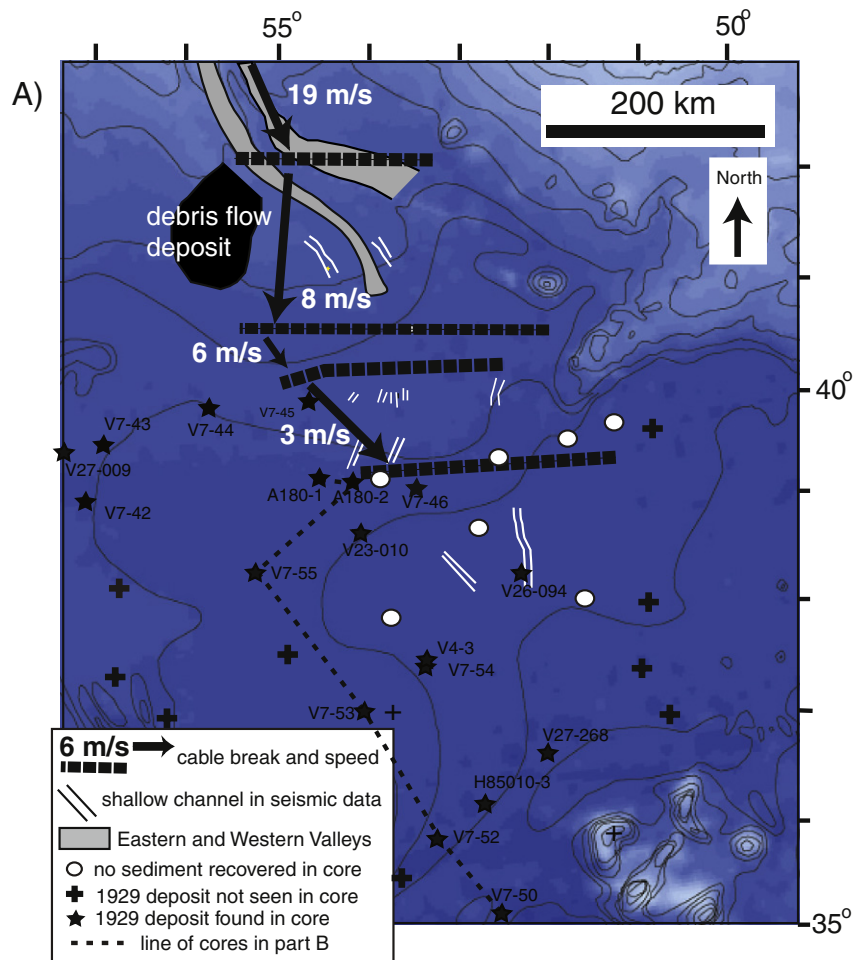 55°
50°
A)
19 m/s
200 km
North
debris flow
deposit
8 m/s
6 m/s
40°
V7-45
V7-43
V7-44
3 m/s
V27-009
A180-1
A180-2
V7-46
V7-42
V23-010
V7-55
V26-094
V4-3
V7-54
V7-53
V27-268
6 m/s
cable break and speed
H85010-3
shallow channel in seismic data
Eastern and Western Valleys
V7-52
no sediment recovered in core
1929 deposit not seen in core
V7-50
1929 deposit found in core
35°
line of cores in part B